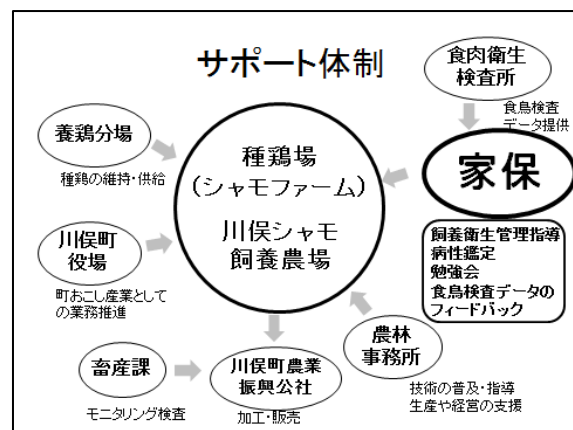 サポート体制
食肉衛生
検査所
食鳥検査
データ提供
養鶏分場
種鶏の維持・供給
種鶏場
(シャモファーム)
川俣シャモ
飼養農場
家保
飼養衛生管理指導
病性鑑定
勉強会
食鳥検査データの
フィードバック
川俣町
役場
町おこし産業として
の業務推進
農林
事務所
技術の普及・指導
生産や経営の支援
畜産課
モニタリング検査
川俣町農業
振興公社
加工・販売